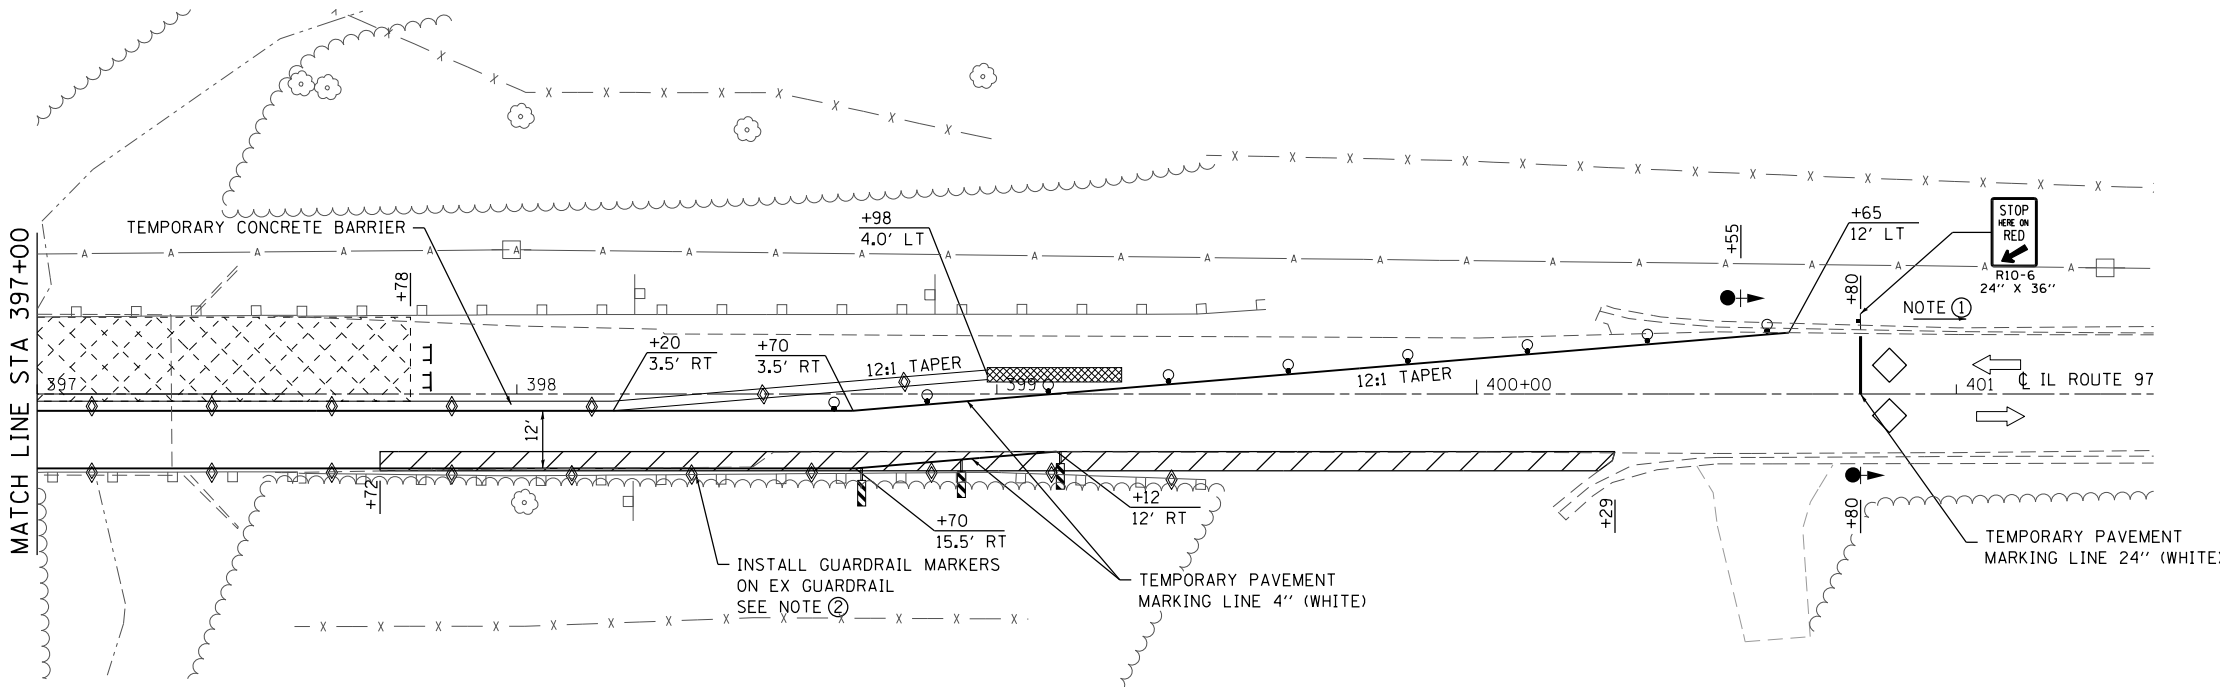 MATCH LINE STA 397+00
TEMPORARY CONCRETE BARRIER
+78
+98
4.0' LT
+55
+65
12' LT
+80
STOP
HERE ON
RED
R10-6
24" X 36"
NOTE 1
+20
3.5' RT
+70
3.5' RT
12:1 TAPER
12:1 TAPER
397
398
399
400+00
401
℄ IL ROUTE 97
12'
+72
+70
15.5' RT
+12
12' RT
+29
+80
INSTALL GUARDRAIL MARKERS
ON EX GUARDRAIL
SEE NOTE 2
TEMPORARY PAVEMENT
MARKING LINE 4" (WHITE)
TEMPORARY PAVEMENT
MARKING LINE 24" (WHITE)
A A A A A A A A A A A A A A A A A A A A A A A A
X X X X X X X X X
X X X X X X X X X X X X X X X X
X X X X X X X X X X X X